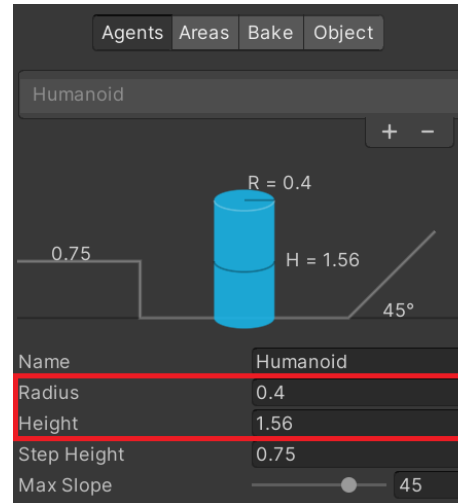 Agents Areas Bake Object
Humanoid
+ −
R = 0.4
0.75
H = 1.56
45°
Name Humanoid
Radius 0.4
Height 1.56
Step Height 0.75
Max Slope 45